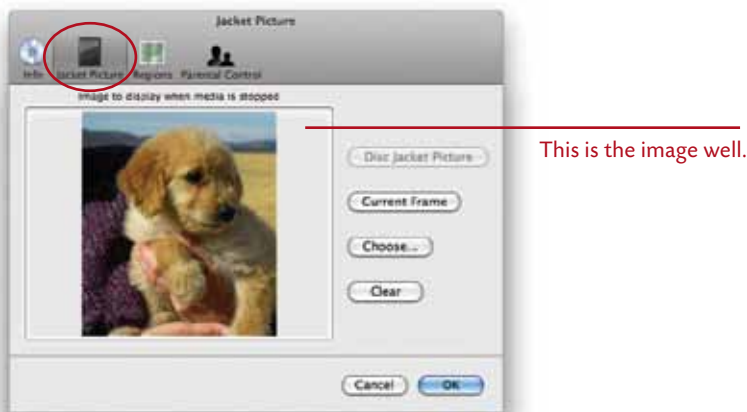 Jacket Picture
Info Jacket Picture Regions Parental Control
Image to display when media is stopped
Disc Jacket Picture
This is the image well.
Current Frame
Choose...
Clear
Cancel OK